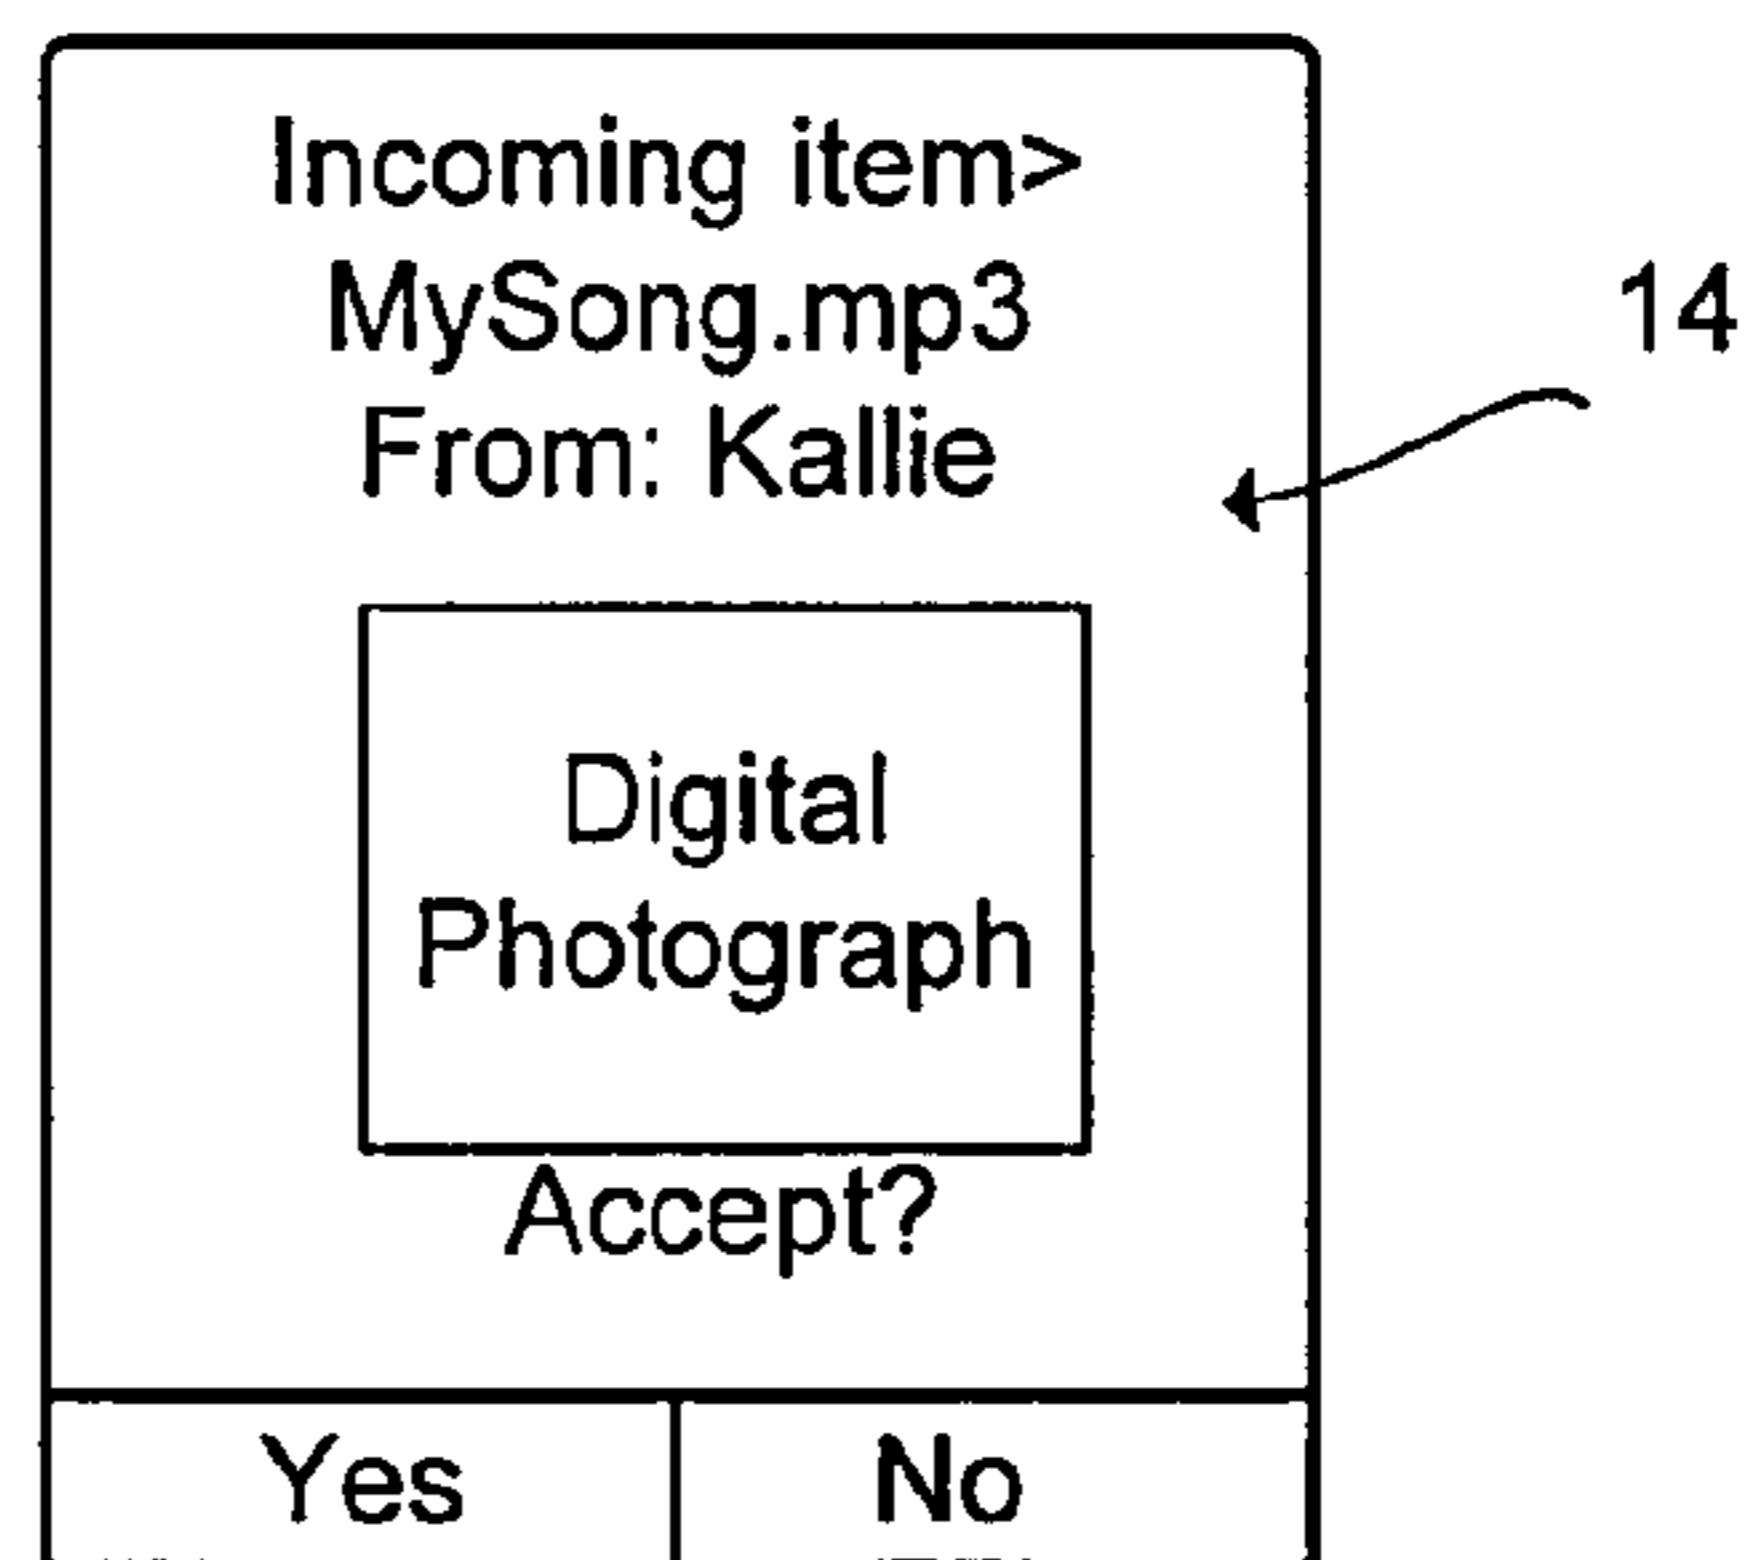 Incoming item>
MySong.mp3
14
From: Kallie
Digital
Photograph
Accept?
Yes
No